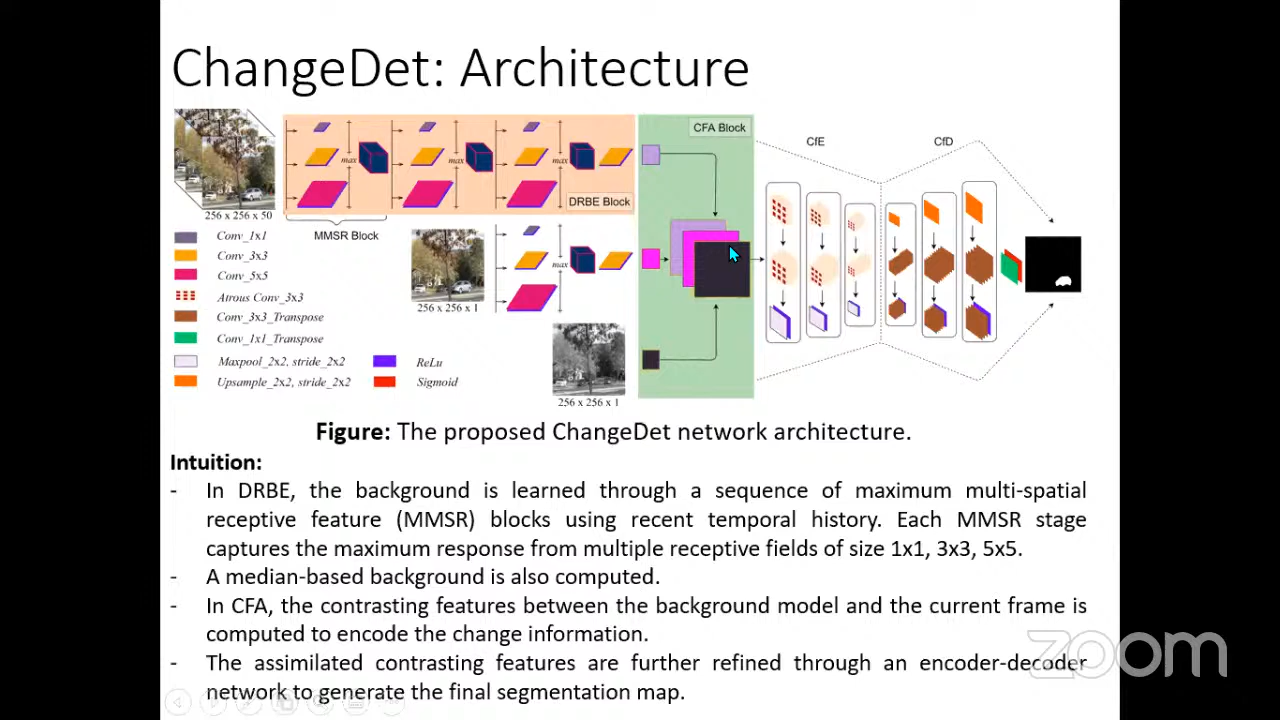 ChangeDet: Architecture
CFA Block
max
max
max
DRBE Block
CfE
CfD
256 x 256 x 50
MMSR Block
Conv_1x1
Conv_3x3
Conv_5x5
Atrous Conv_3x3
Conv_3x3_Transpose
Conv_1x1_Transpose
Maxpool_2x2, stride_2x2
ReLu
Upsample_2x2, stride_2x2
Sigmoid
max
256 x 256 x 1
256 x 256 x 1
Figure: The proposed ChangeDet network architecture.
Intuition:
- In DRBE, the background is learned through a sequence of maximum multi-spatial
receptive feature (MMSR) blocks using recent temporal history. Each MMSR stage
captures the maximum response from multiple receptive fields of size 1x1, 3x3, 5x5.
- A median-based background is also computed.
- In CFA, the contrasting features between the background model and the current frame is
computed to encode the change information.
- The assimilated contrasting features are further refined through an encoder-decoder
network to generate the final segmentation map.
zoom